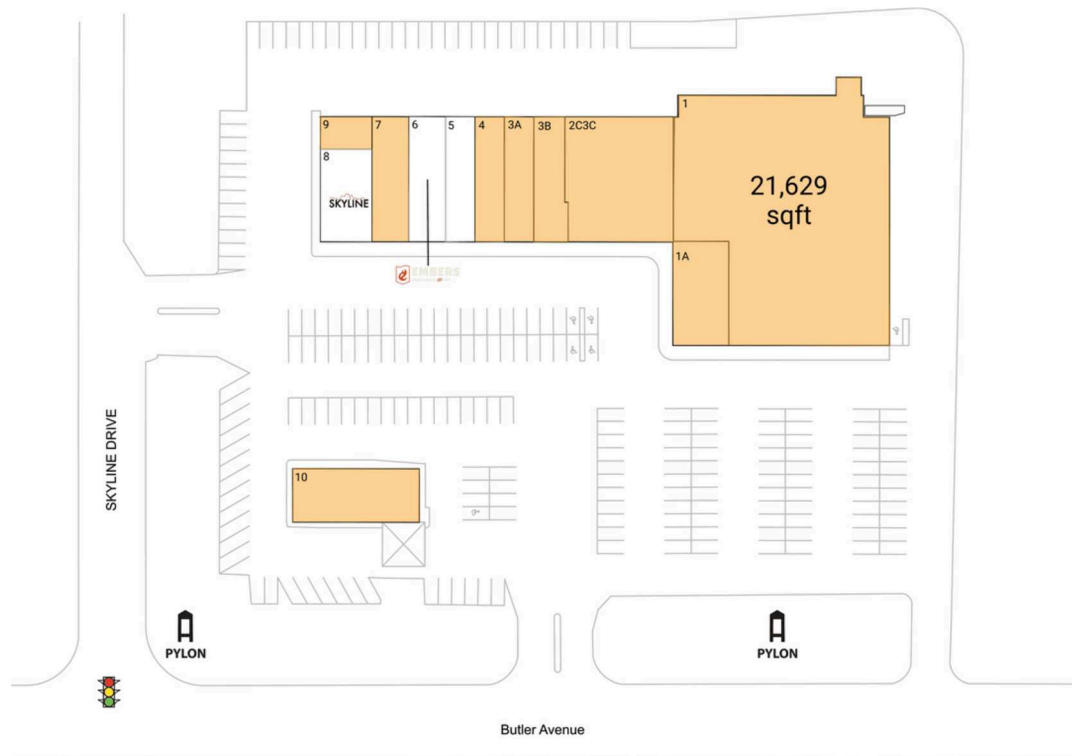 1
9
7
6
5
4
3A
3B
2C3C
8
SKYLINE
21,629
sqft
EMBERS
1A
SKYLINE DRIVE
10
PYLON
PYLON
Butler Avenue